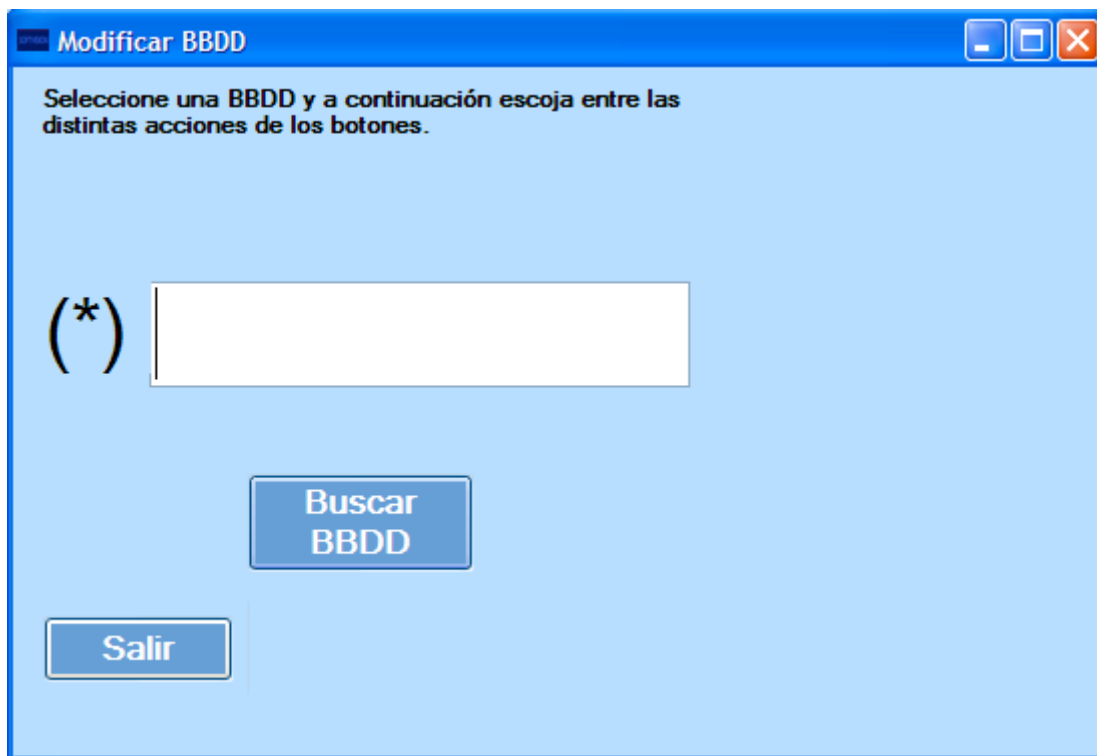 Modificar BBDD
Seleccione una BBDD y a continuación escoja entre las
distintas acciones de los botones.
(*)
Buscar
BBDD
Salir